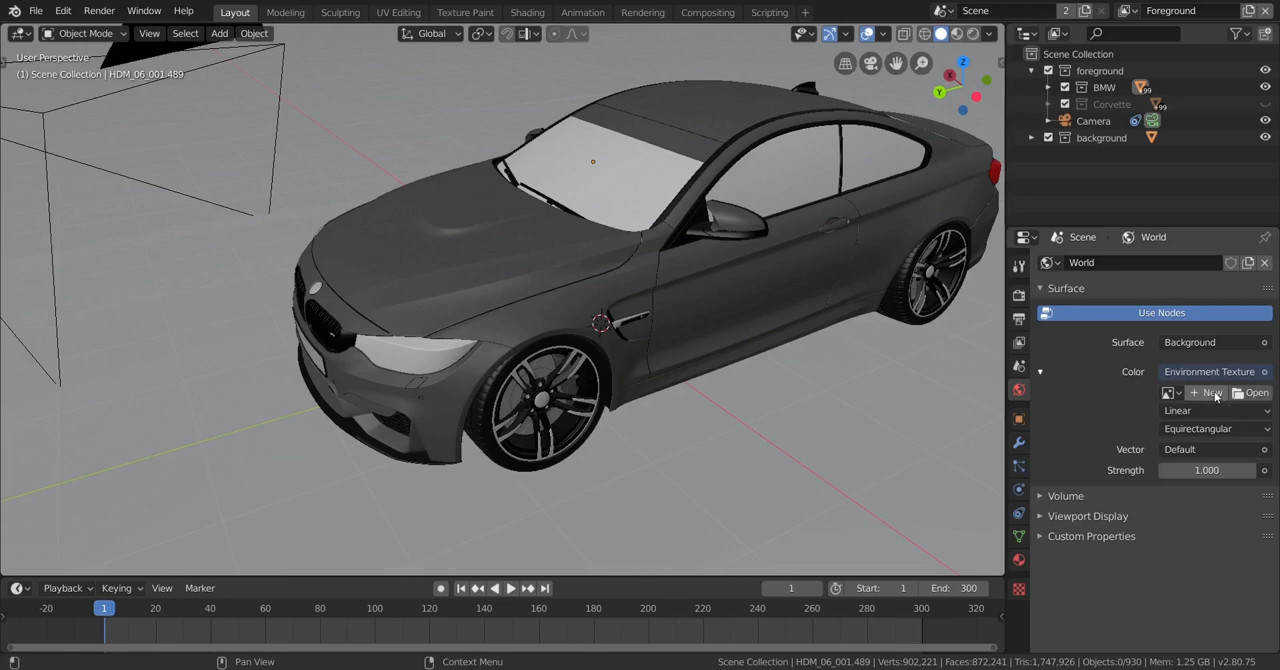 File Edit Render Window Help Layout Modeling Sculpting UV Editing Texture Paint Shading Animation Rendering Compositing Scripting + Scene 2 Foreground
Object Mode View Select Add Object Global
User Perspective
(1) Scene Collection | HDM_06_001.489
Z
X
Y
Scene Collection
foreground
BMW 99
Corvette 99
Camera
background
Scene World
World
Surface
Use Nodes
Surface Background
Color Environment Texture
New Open
Linear
Equirectangular
Vector Default
Strength 1.000
Volume
Viewport Display
Custom Properties
Playback Keying View Marker 1 Start: 1 End: 300
-20 1 20 40 60 80 100 120 140 160 180 200 220 240 260 280 300 320
Pan View Context Menu Scene Collection | HDM_06_001.489 | Verts:902,221 | Faces:872,241 | Tris:1,747,926 | Objects:0/930 | Mem: 1.25 GB | v2.80.75